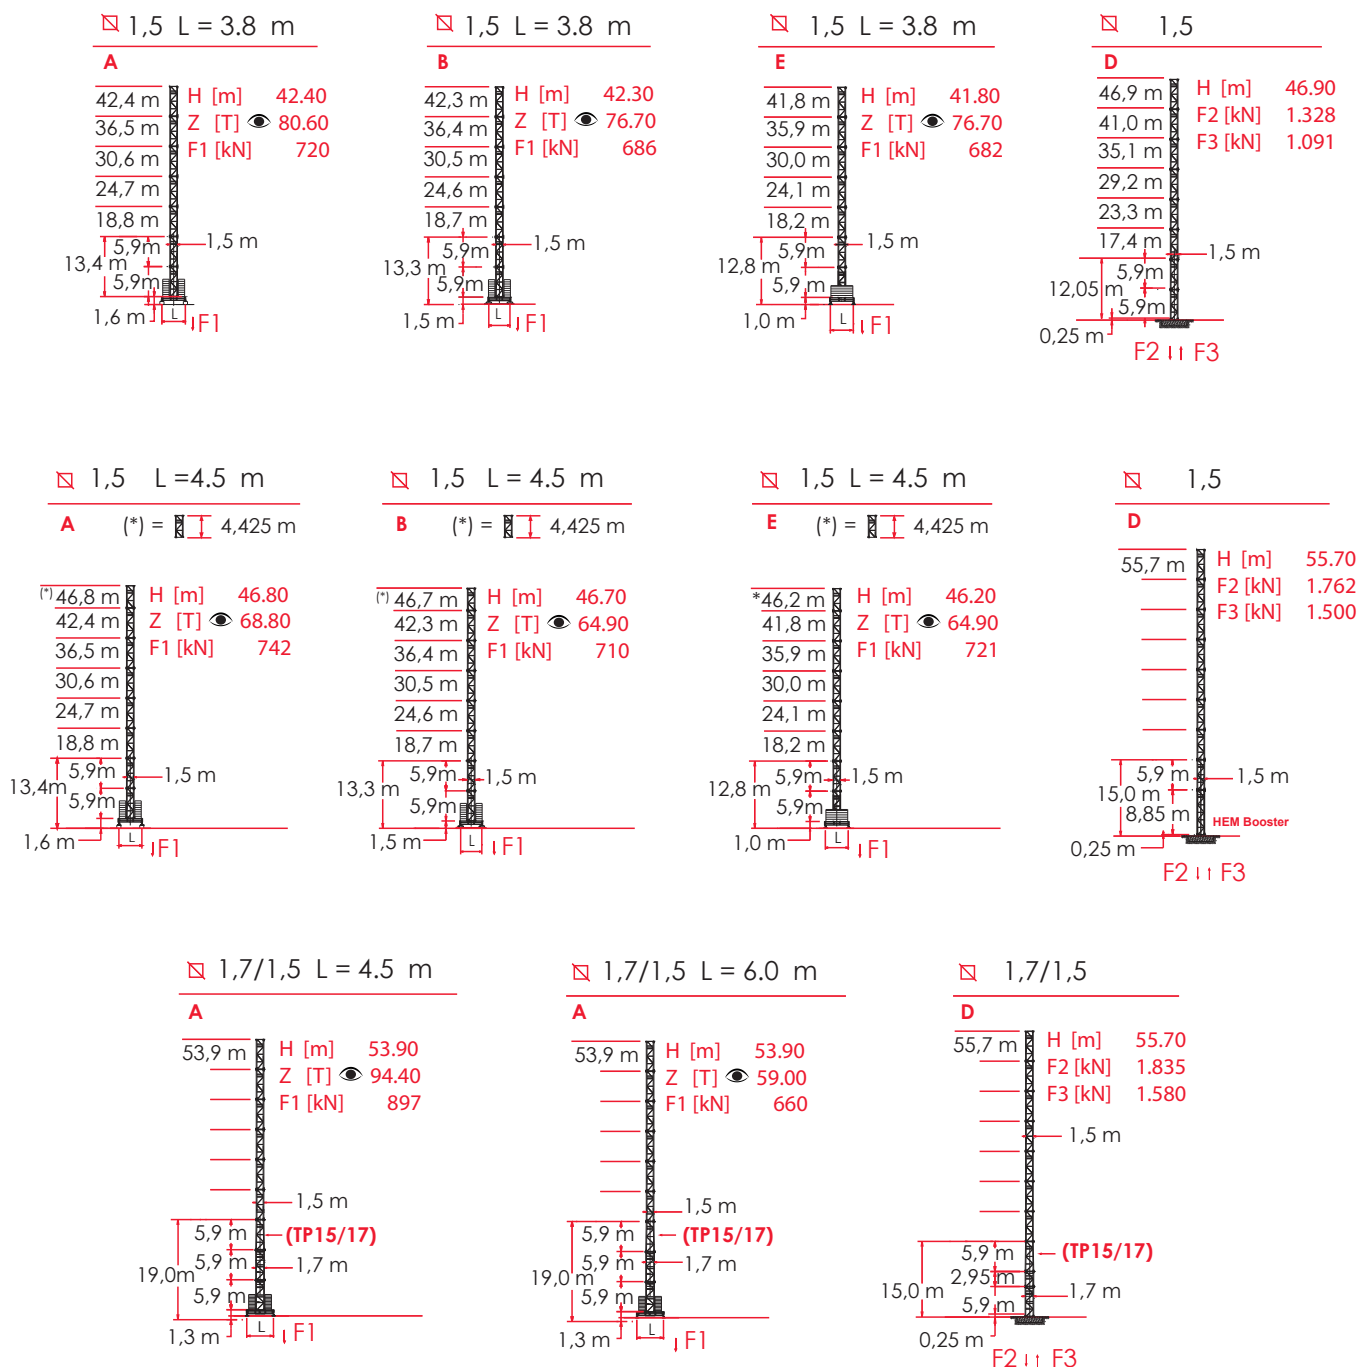 1,5 L = 3.8 m
A
42,4 m
36,5 m
30,6 m
24,7 m
18,8 m
5,9m
13,4 m
5,9m
1,6 m
1,5 m
L
F1
H [m] 42.40
Z [T] 80.60
F1 [kN] 720
1,5 L = 3.8 m
B
42,3 m
36,4 m
30,5 m
24,6 m
18,7 m
5,9m
13,3 m
5,9m
1,5 m
1,5 m
L
F1
H [m] 42.30
Z [T] 76.70
F1 [kN] 686
1,5 L = 3.8 m
E
41,8 m
35,9 m
30,0 m
24,1 m
18,2 m
5,9m
12,8 m
5,9 m
1,0 m
1,5 m
L
F1
H [m] 41.80
Z [T] 76.70
F1 [kN] 682
1,5
D
46,9 m
41,0 m
35,1 m
29,2 m
23,3 m
17,4 m
5,9m
12,05 m
5,9m
0,25 m
1,5 m
F2 F3
H [m] 46.90
F2 [kN] 1.328
F3 [kN] 1.091
1,5 L =4.5 m
A (*) = 4,425 m
(*) 46,8 m
42,4 m
36,5 m
30,6 m
24,7 m
18,8 m
5,9m
13,4m
5,9m
1,6 m
1,5 m
L
F1
H [m] 46.80
Z [T] 68.80
F1 [kN] 742
1,5 L = 4.5 m
B (*) = 4,425 m
(*) 46,7 m
42,3 m
36,4 m
30,5 m
24,6 m
18,7 m
5,9m
13,3 m
5,9m
1,5 m
1,5 m
L
F1
H [m] 46.70
Z [T] 64.90
F1 [kN] 710
1,5 L = 4.5 m
E (*) = 4,425 m
*46,2 m
41,8 m
35,9 m
30,0 m
24,1 m
18,2 m
5,9m
12,8 m
5,9m
1,0 m
1,5 m
L
F1
H [m] 46.20
Z [T] 64.90
F1 [kN] 721
1,5
D
55,7 m
5,9 m
15,0 m
8,85 m
0,25 m
1,5 m
HEM Booster
F2 F3
H [m] 55.70
F2 [kN] 1.762
F3 [kN] 1.500
1,7/1,5 L = 4.5 m
A
53,9 m
1,5 m
5,9 m
(TP15/17)
5,9 m
1,7 m
19,0m
5,9 m
1,3 m
L
F1
H [m] 53.90
Z [T] 94.40
F1 [kN] 897
1,7/1,5 L = 6.0 m
A
53,9 m
1,5 m
5,9 m
(TP15/17)
5,9 m
1,7 m
19,0m
5,9 m
1,3 m
L
F1
H [m] 53.90
Z [T] 59.00
F1 [kN] 660
1,7/1,5
D
55,7 m
1,5 m
5,9 m
(TP15/17)
2,95 m
1,7 m
15,0 m
5,9 m
0,25 m
F2 F3
H [m] 55.70
F2 [kN] 1.835
F3 [kN] 1.580